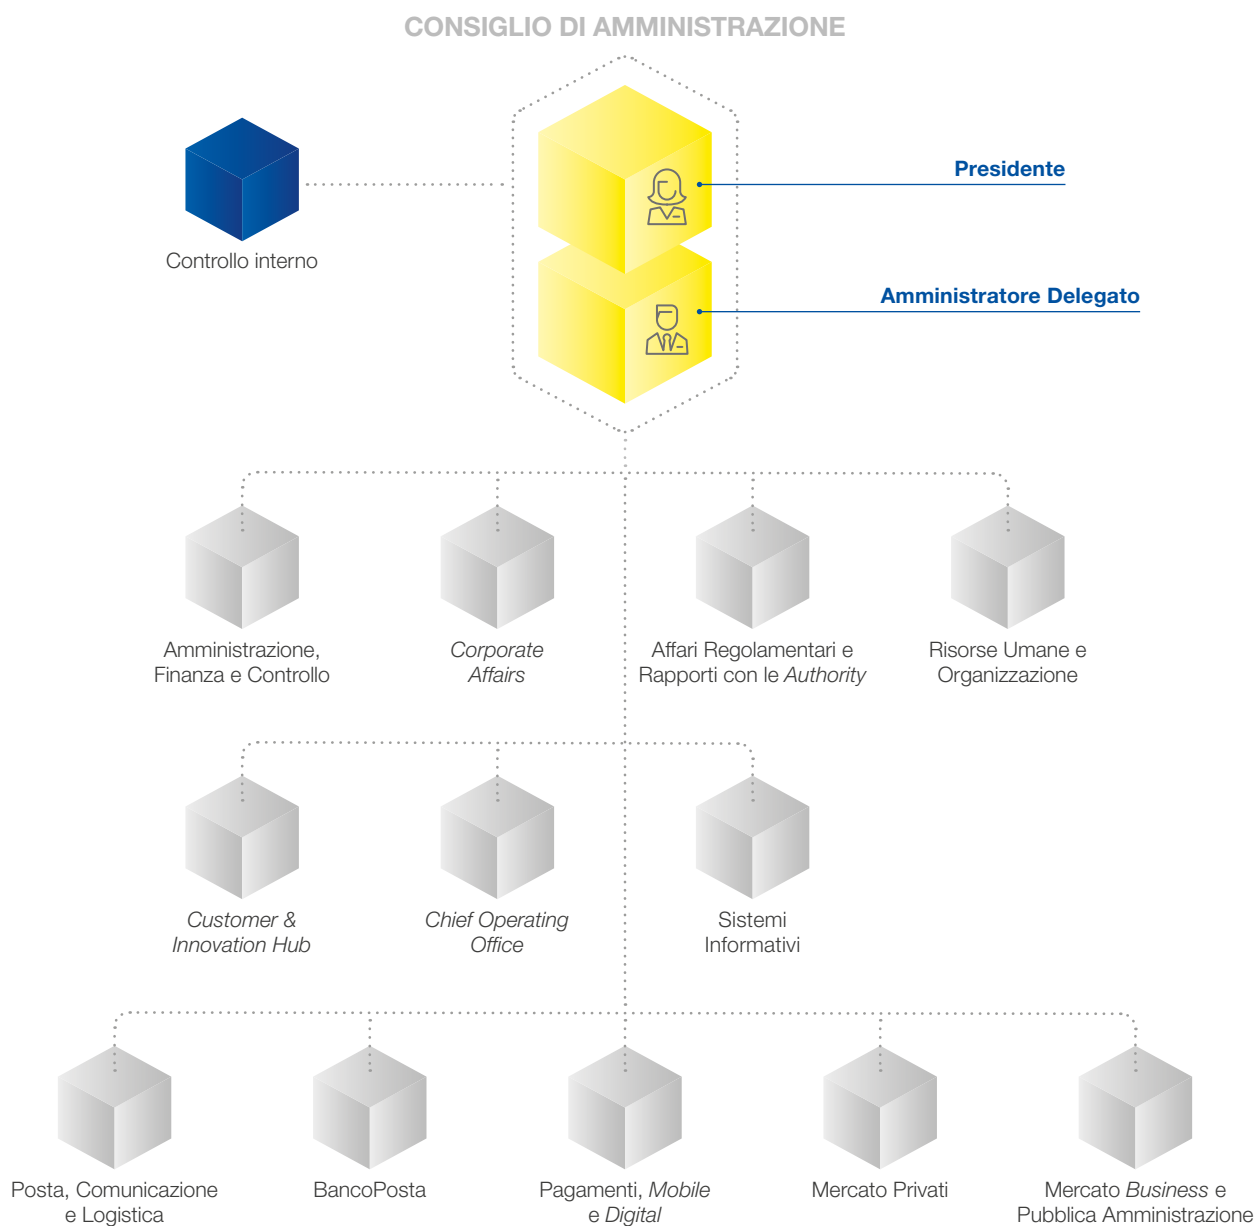 CONSIGLIO DI AMMINISTRAZIONE
Presidente
Controllo interno
Amministratore Delegato
Amministrazione,
Finanza e Controllo
Corporate
Affairs
Affari Regolamentari e
Rapporti con le Authority
Risorse Umane e
Organizzazione
Customer &
Innovation Hub
Chief Operating
Office
Sistemi
Informativi
Posta, Comunicazione
e Logistica
BancoPosta
Pagamenti, Mobile
e Digital
Mercato Privati
Mercato Business e
Pubblica Amministrazione